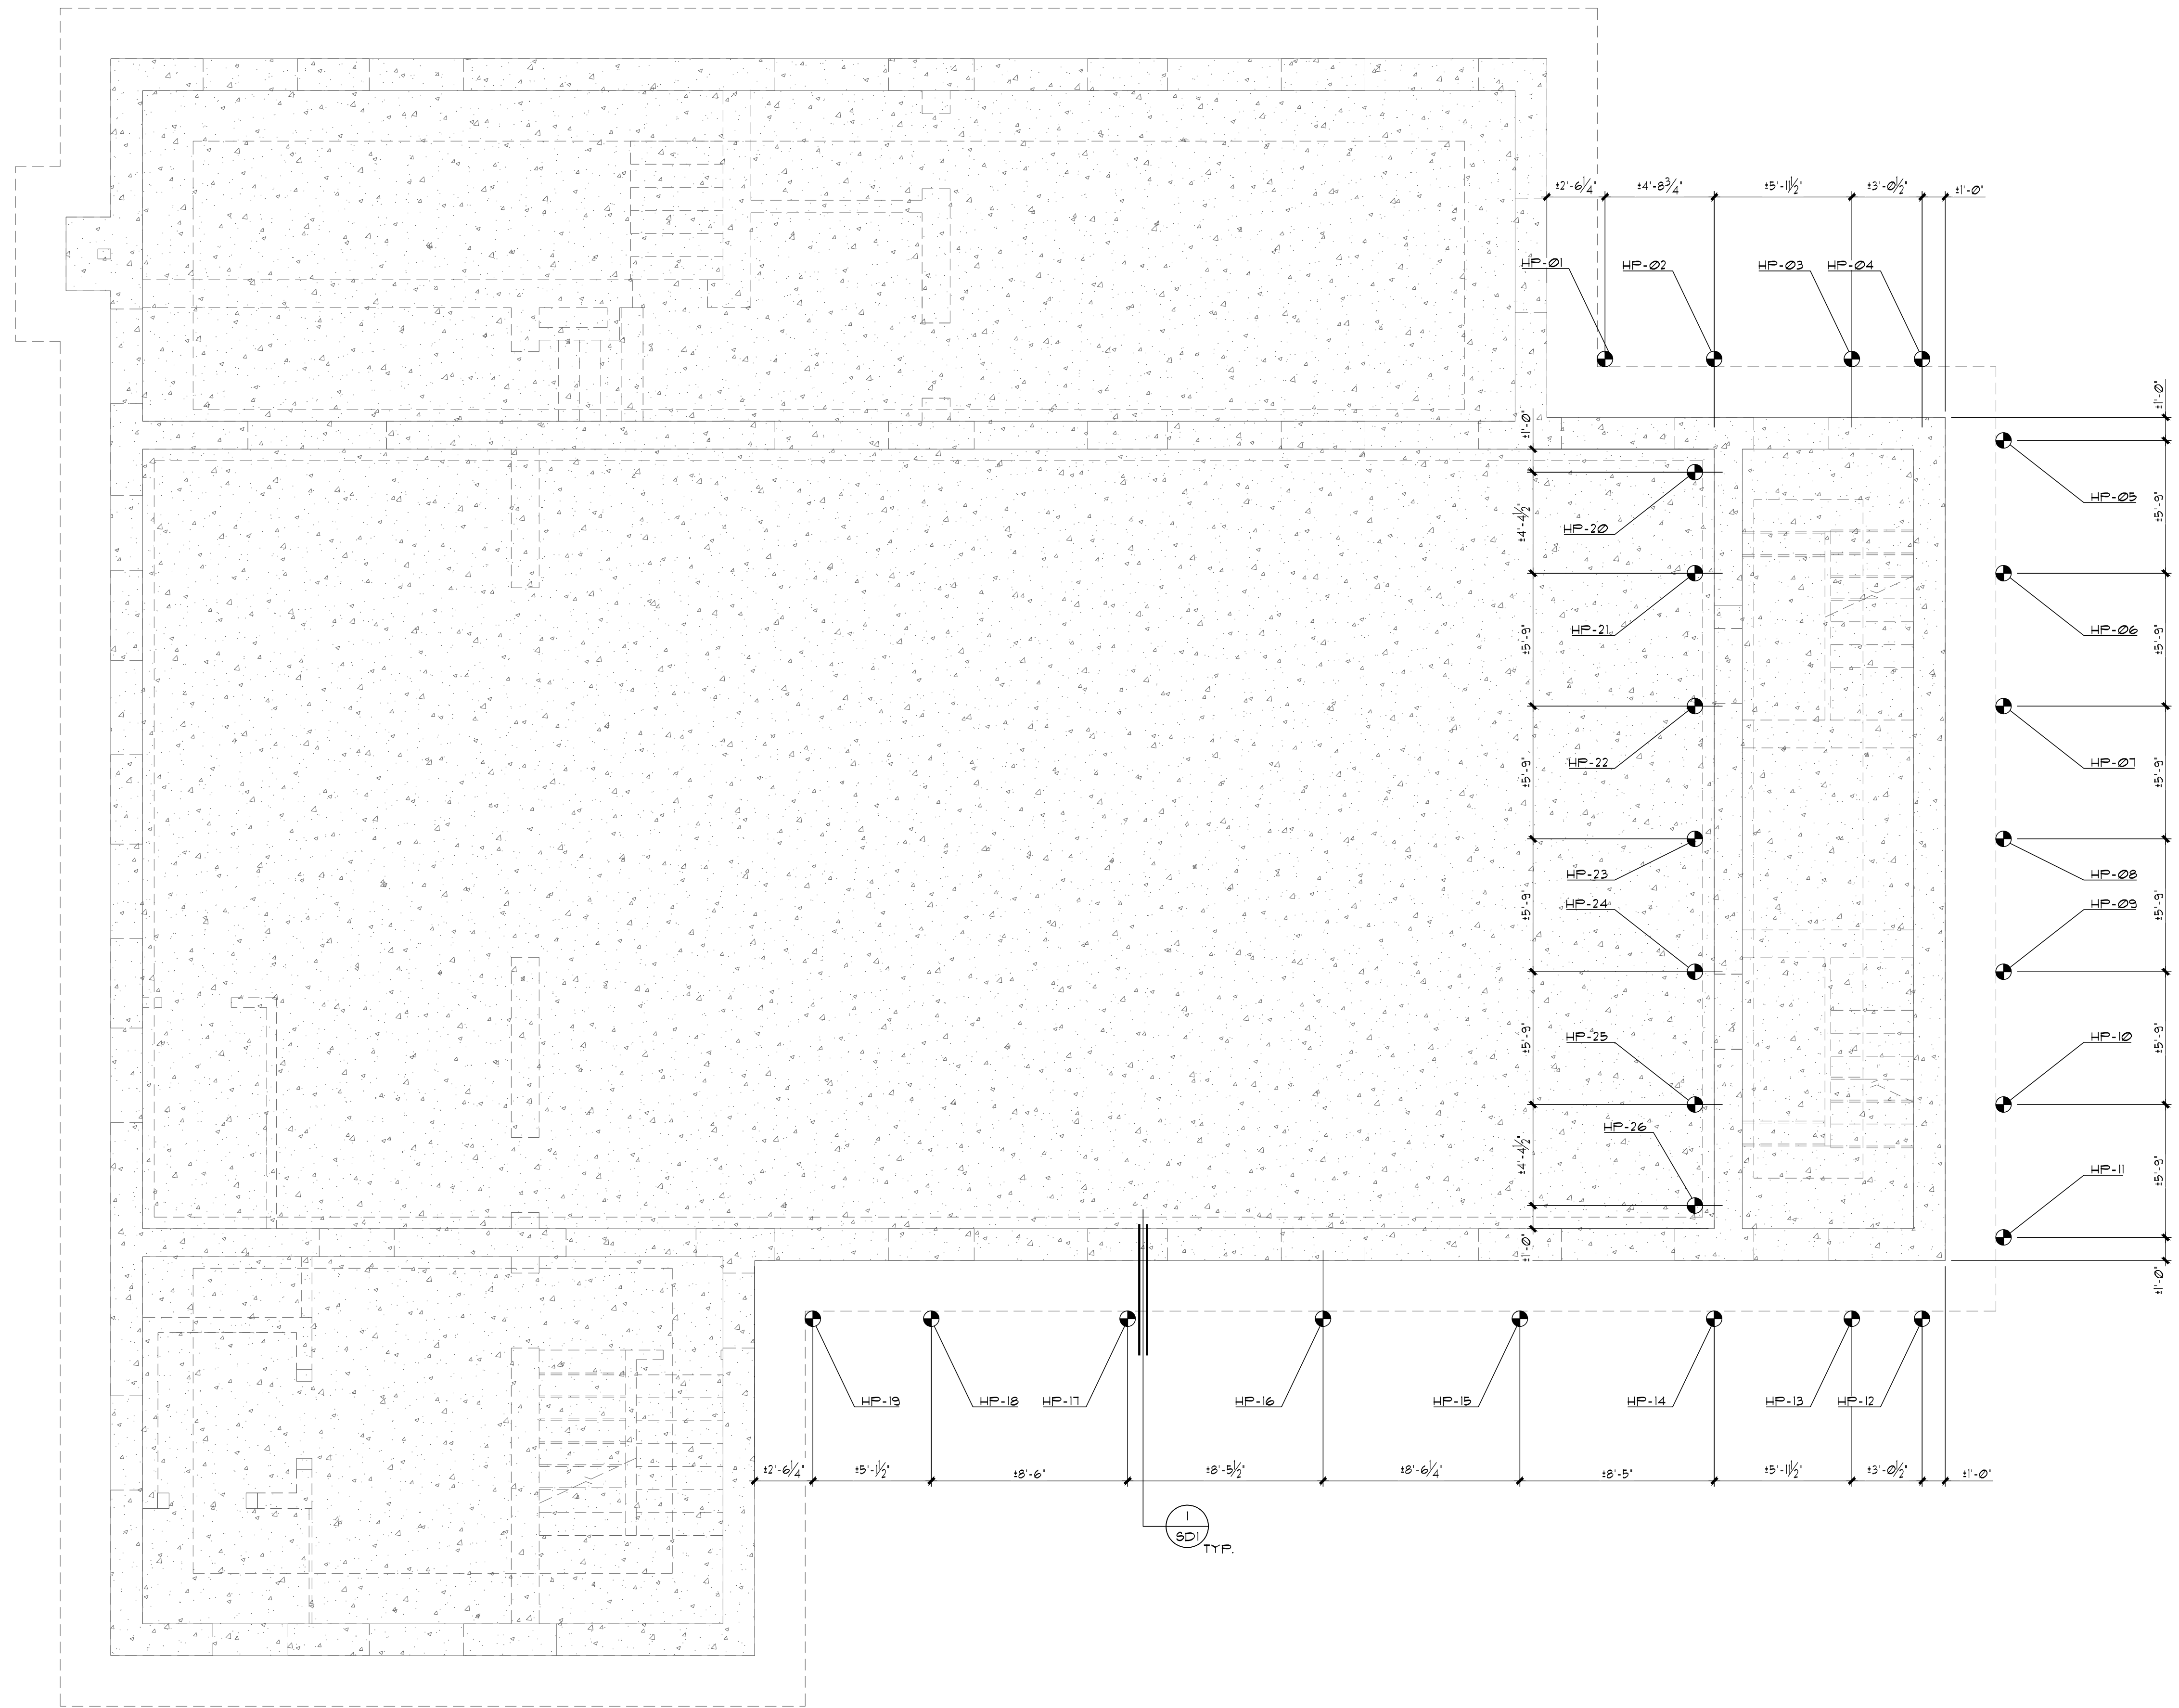 ±2'-6¼" ±4'-8¾" ±5'-11½" ±3'-0½" ±1'-0"
HP-01 HP-02 HP-03 HP-04
±1'-0"
±1'-0"
HP-05
±5'-9"
±4'-4½"
HP-20
HP-21
HP-06
±5'-9"
±5'-9"
HP-22
HP-07
±5'-9"
±5'-9"
HP-23
HP-08
HP-24
HP-09
±5'-9"
±5'-9"
HP-25
HP-10
±5'-9"
±5'-9"
HP-26
±4'-4½"
HP-11
±5'-9"
±1'-0"
±1'-0"
HP-19 HP-18 HP-17 HP-16 HP-15 HP-14 HP-13 HP-12
±2'-6¼" ±5'-1½" ±8'-6" ±8'-5½" ±8'-6¼" ±8'-5" ±5'-11½" ±3'-0½" ±1'-0"
1
SD1
TYP.